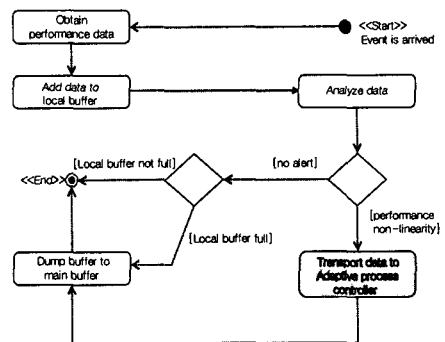 Obtain
performance data
<<Start>>
Event is arrived
Add data to
local buffer
Analyze data
[Local buffer not full]
[no alert]
<<End>>
[performance
non-linearity]
[Local buffer full]
Dump buffer to
main buffer
Transport data to
Adaptive process
controller